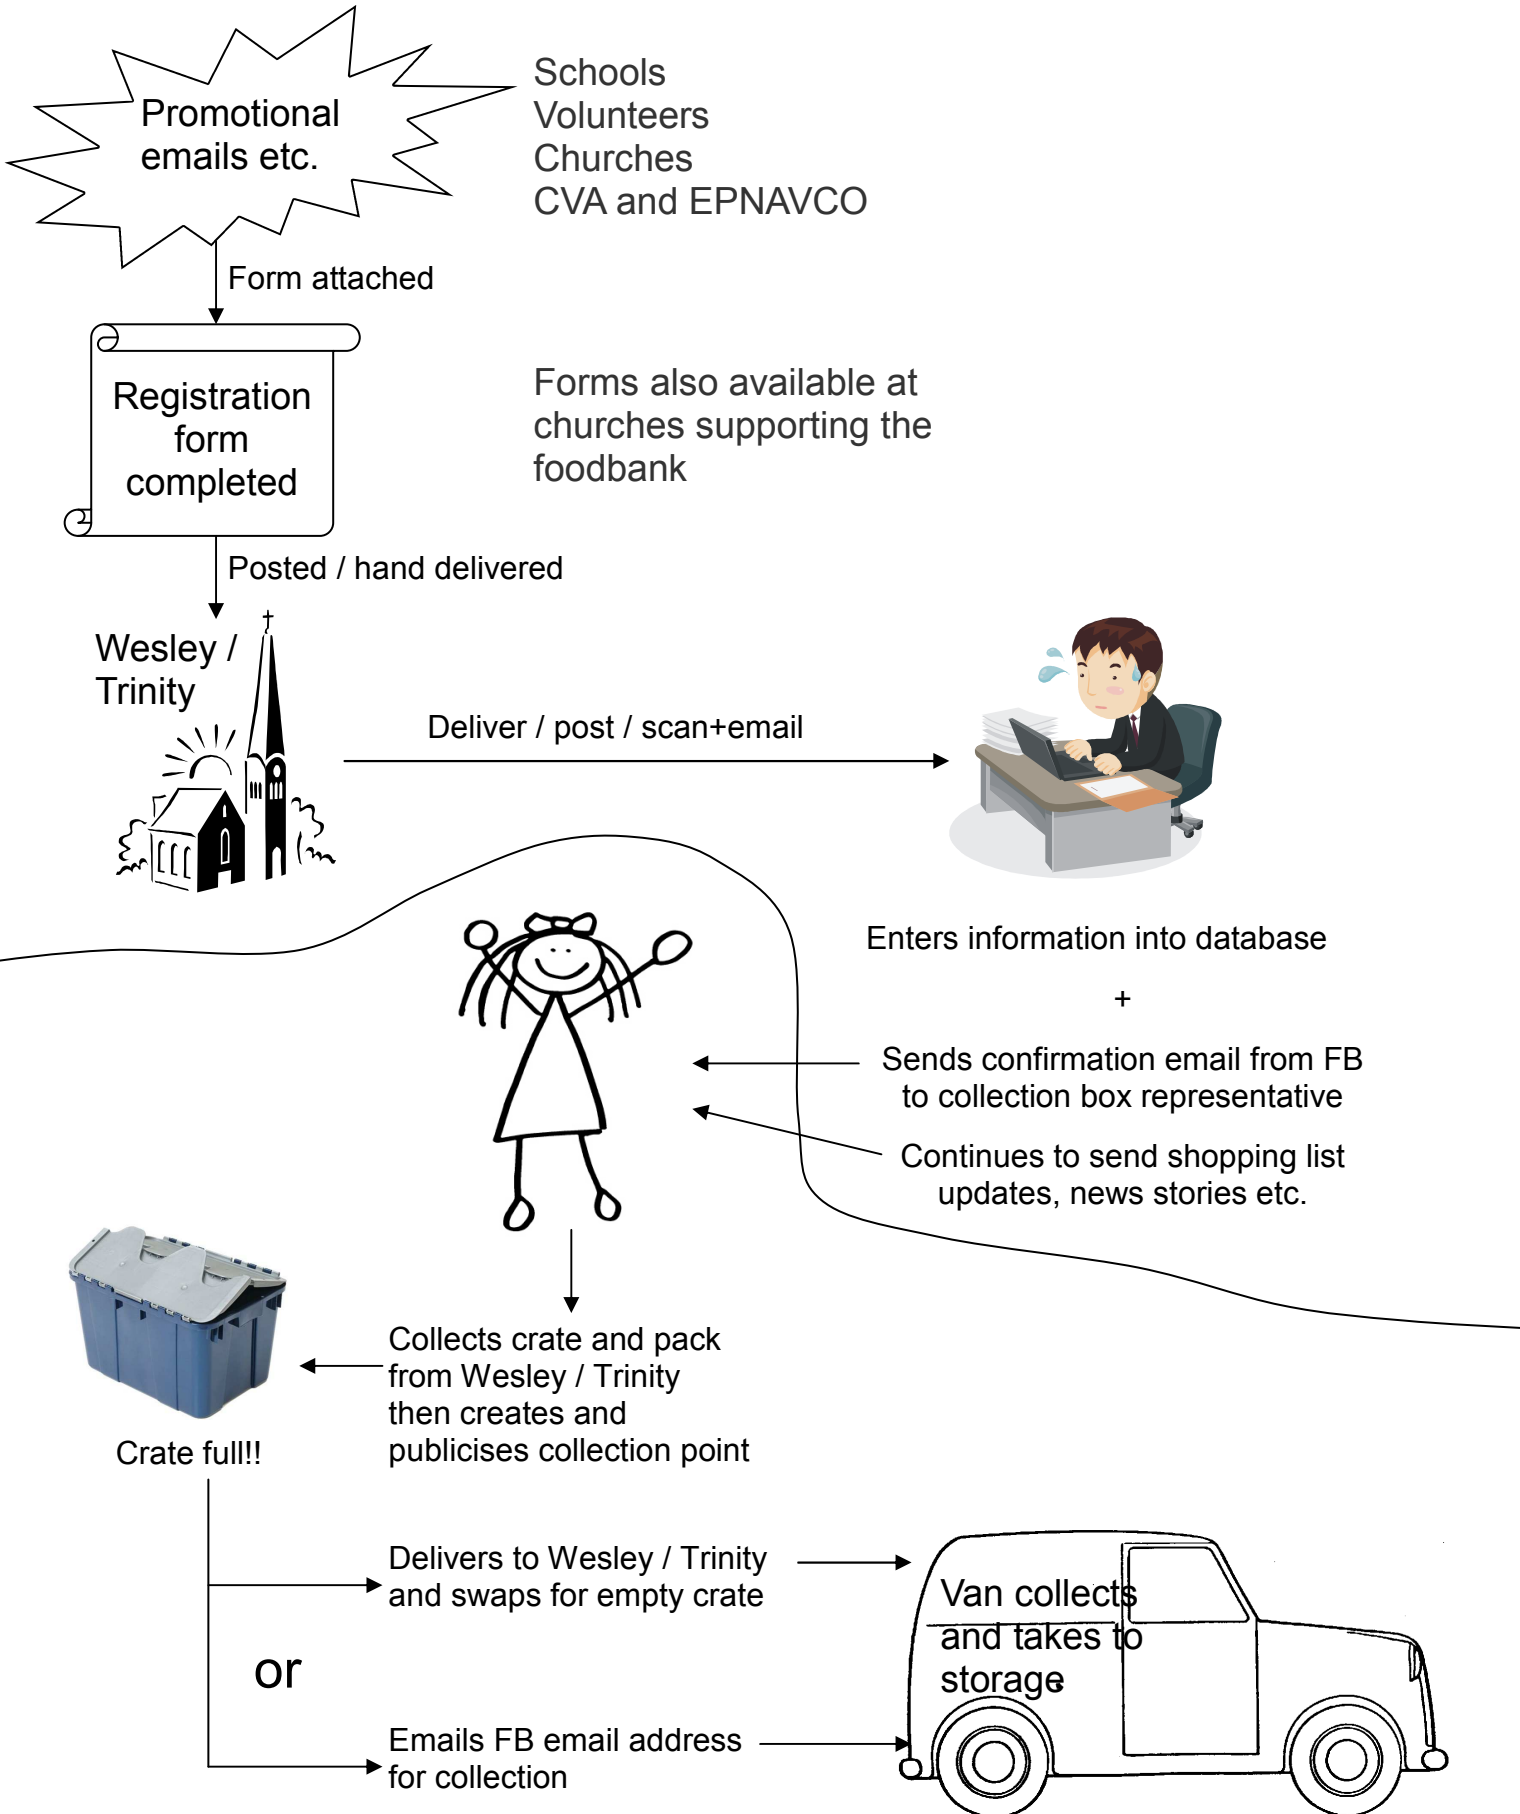 Promotional
emails etc.
Schools
Volunteers
Churches
CVA and EPNAVCO
Form attached
Registration
form
completed
Forms also available at
churches supporting the
foodbank
Posted / hand delivered
Wesley /
Trinity
Deliver / post / scan+email
Enters information into database
+
Sends confirmation email from FB
to collection box representative
Continues to send shopping list
updates, news stories etc.
Collects crate and pack
from Wesley / Trinity
then creates and
publicises collection point
Crate full!!
Delivers to Wesley / Trinity
and swaps for empty crate
or
Emails FB email address
for collection
Van collects
and takes to
storage